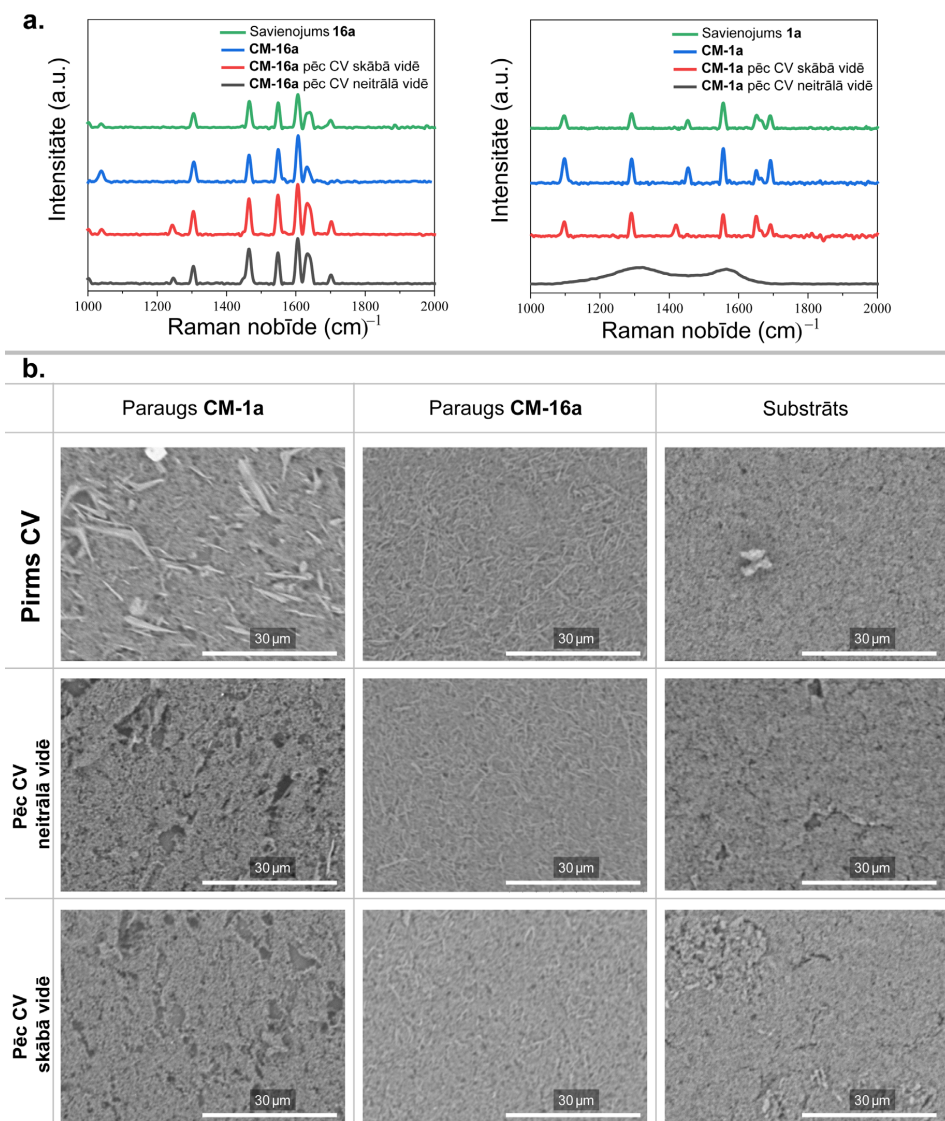 a.
Savienojums 16a
CM-16a
CM-16a pēc CV skābā vidē
CM-16a pēc CV neitrālā vidē
Intensitāte (a.u.)
1000 1200 1400 1600 1800 2000
Raman nobīde (cm)⁻¹
Savienojums 1a
CM-1a
CM-1a pēc CV skābā vidē
CM-1a pēc CV neitrālā vidē
Intensitāte (a.u.)
1000 1200 1400 1600 1800 2000
Raman nobīde (cm)⁻¹
b.
Paraugs CM-1a Paraugs CM-16a Substrāts
Pirms CV
30 µm 30 µm 30 µm
Pēc CV
neitrālā vidē
30 µm 30 µm 30 µm
Pēc CV
skābā vidē
30 µm 30 µm 30 µm